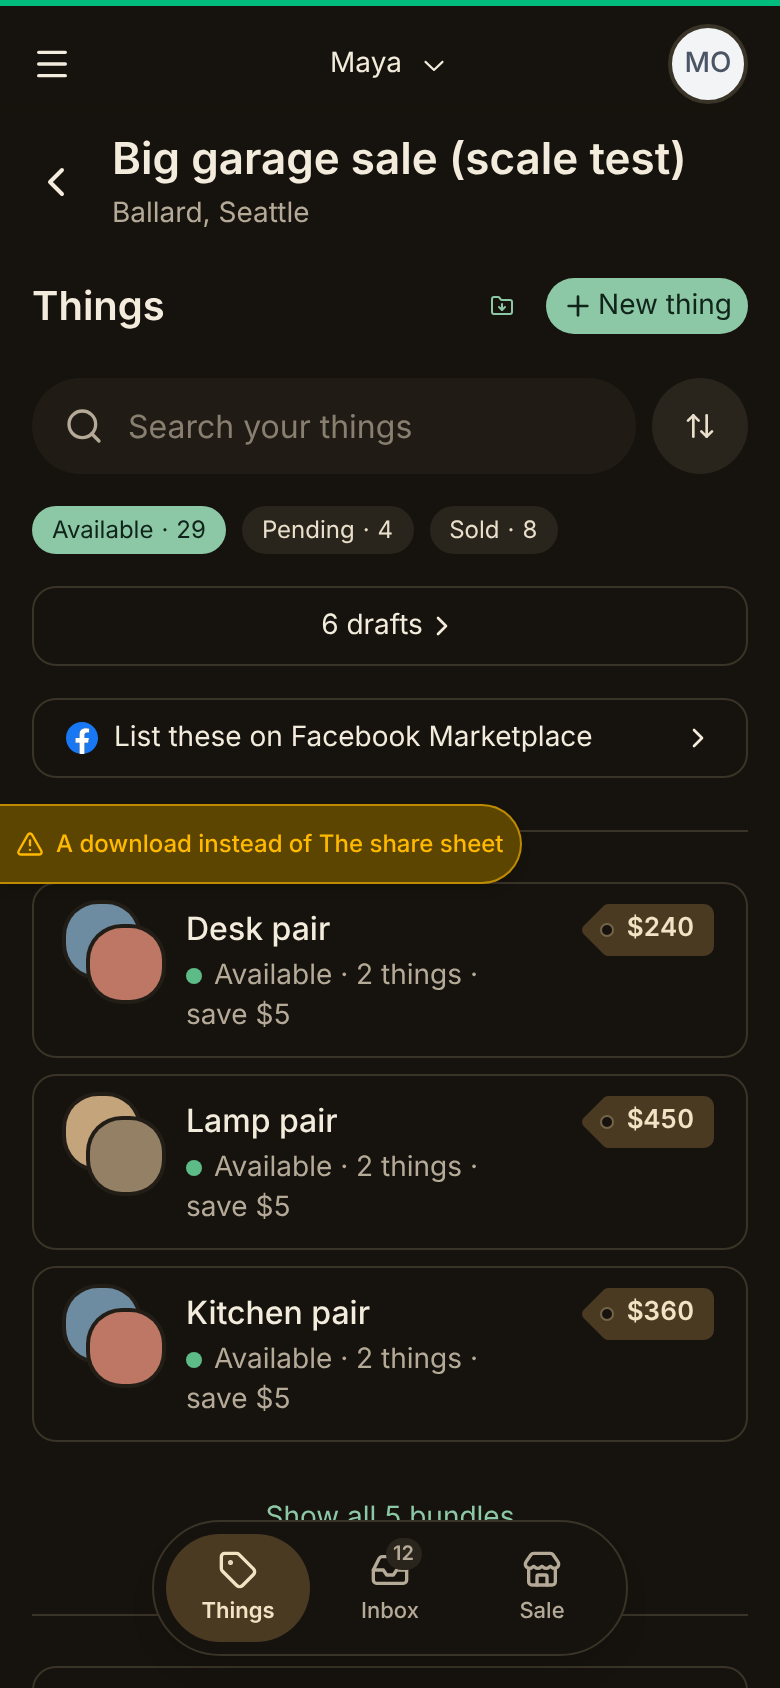 Maya
MO
Big garage sale (scale test)
Ballard, Seattle
Things
New thing
Search your things
Available · 29
Pending · 4
Sold · 8
6 drafts
List these on Facebook Marketplace
A download instead of The share sheet
Desk pair
$240
Available · 2 things ·
save $5
Lamp pair
$450
Available · 2 things ·
save $5
Kitchen pair
$360
Available · 2 things ·
save $5
Show all 5 bundles
12
Things
Inbox
Sale